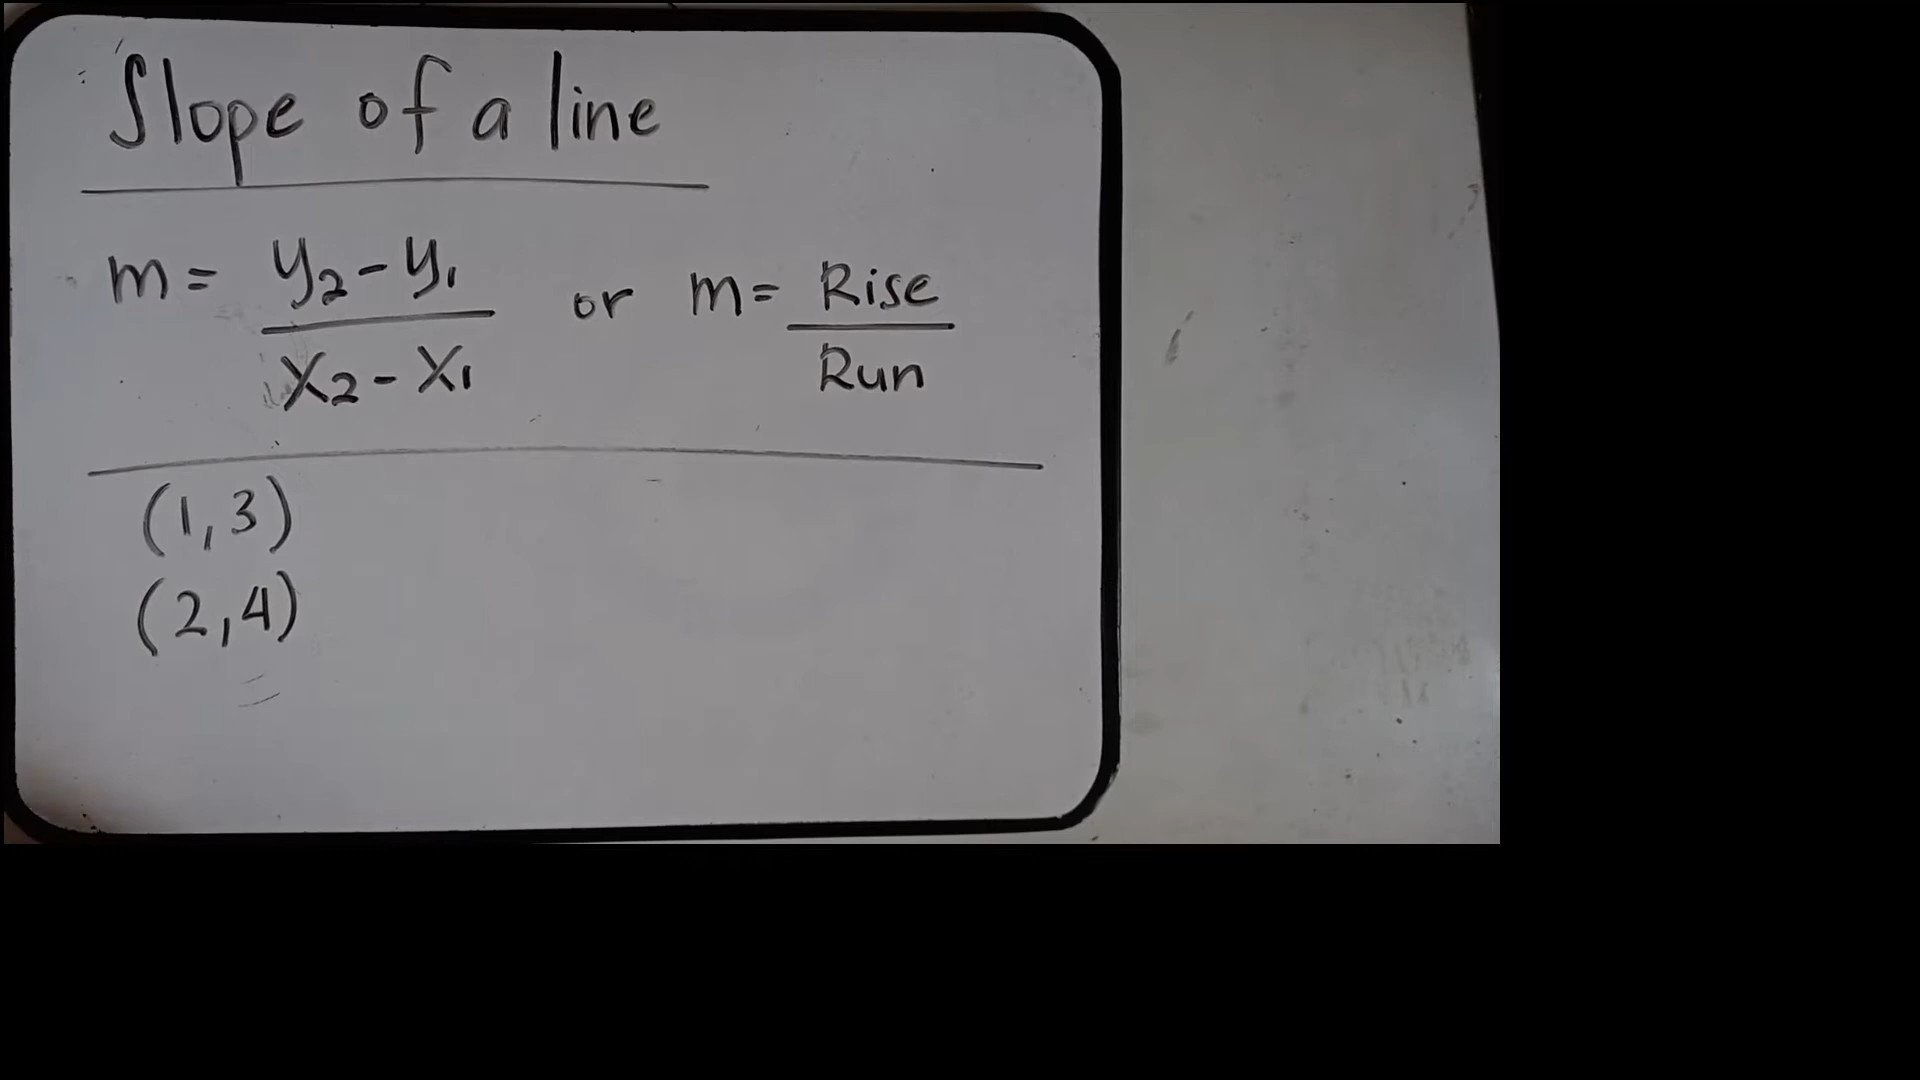 Slope of a line
m = y₂ - y₁ / x₂ - x₁ or m = Rise / Run
(1, 3)
(2, 4)